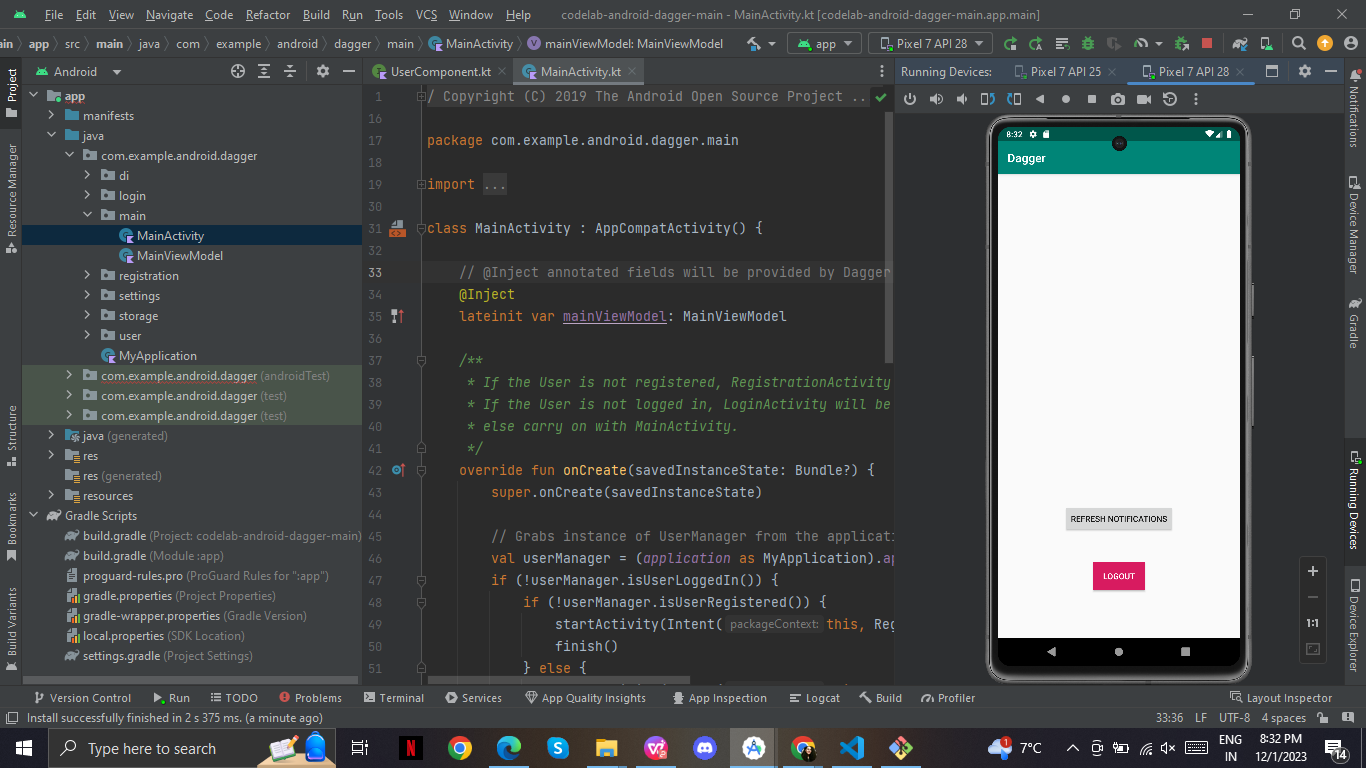 File Edit View Navigate Code Refactor Build Run Tools VCS Window Help codelab-android-dagger-main - MainActivity.kt [codelab-android-dagger-main.app.main]
ain app src main java com example android dagger main MainActivity mainViewModel: MainViewModel app Pixel 7 API 28
Android
UserComponent.kt MainActivity.kt
Running Devices: Pixel 7 API 25 Pixel 7 API 28
Project
Resource Manager
Structure
Bookmarks
Build Variants
app
manifests
java
com.example.android.dagger
di
login
main
MainActivity
MainViewModel
registration
settings
storage
user
MyApplication
com.example.android.dagger (androidTest)
com.example.android.dagger (test)
com.example.android.dagger (test)
java (generated)
res
res (generated)
resources
Gradle Scripts
build.gradle (Project: codelab-android-dagger-main)
build.gradle (Module :app)
proguard-rules.pro (ProGuard Rules for ":app")
gradle.properties (Project Properties)
gradle-wrapper.properties (Gradle Version)
local.properties (SDK Location)
settings.gradle (Project Settings)
1 / Copyright (C) 2019 The Android Open Source Project ..
16
17 package com.example.android.dagger.main
18
19 import ...
30
31 class MainActivity : AppCompatActivity() {
32
33 // @Inject annotated fields will be provided by Dagger
34 @Inject
35 lateinit var mainViewModel: MainViewModel
36
37 /**
38 * If the User is not registered, RegistrationActivity
39 * If the User is not logged in, LoginActivity will be
40 * else carry on with MainActivity.
41 */
42 override fun onCreate(savedInstanceState: Bundle?) {
43 super.onCreate(savedInstanceState)
44
45 // Grabs instance of UserManager from the applicati
46 val userManager = (application as MyApplication).ap
47 if (!userManager.isUserLoggedIn()) {
48 if (!userManager.isUserRegistered()) {
49 startActivity(Intent( packageContext: this, Reg
50 finish()
51 } else {
8:32
Dagger
REFRESH NOTIFICATIONS
LOGOUT
1:1
Notifications
Device Manager
Gradle
Running Devices
Device Explorer
Version Control Run TODO Problems Terminal Services App Quality Insights App Inspection Logcat Build Profiler Layout Inspector
Install successfully finished in 2 s 375 ms. (a minute ago) 33:36 LF UTF-8 4 spaces
Type here to search
1
7°C
ENG
IN
8:32 PM
12/1/2023
14